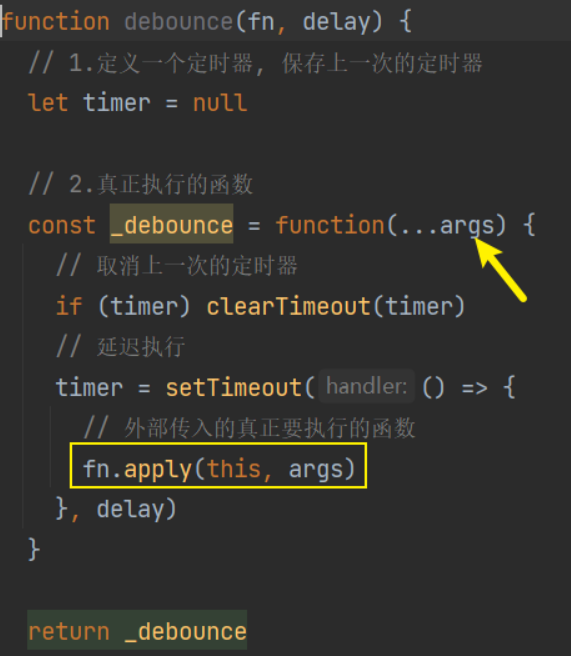 function debounce(fn, delay) {
// 1.定义一个定时器, 保存上一次的定时器
let timer = null
// 2.真正执行的函数
const _debounce = function(...args) {
// 取消上一次的定时器
if (timer) clearTimeout(timer)
// 延迟执行
timer = setTimeout( handler: () => {
// 外部传入的真正要执行的函数
fn.apply(this, args)
}, delay)
}
return _debounce